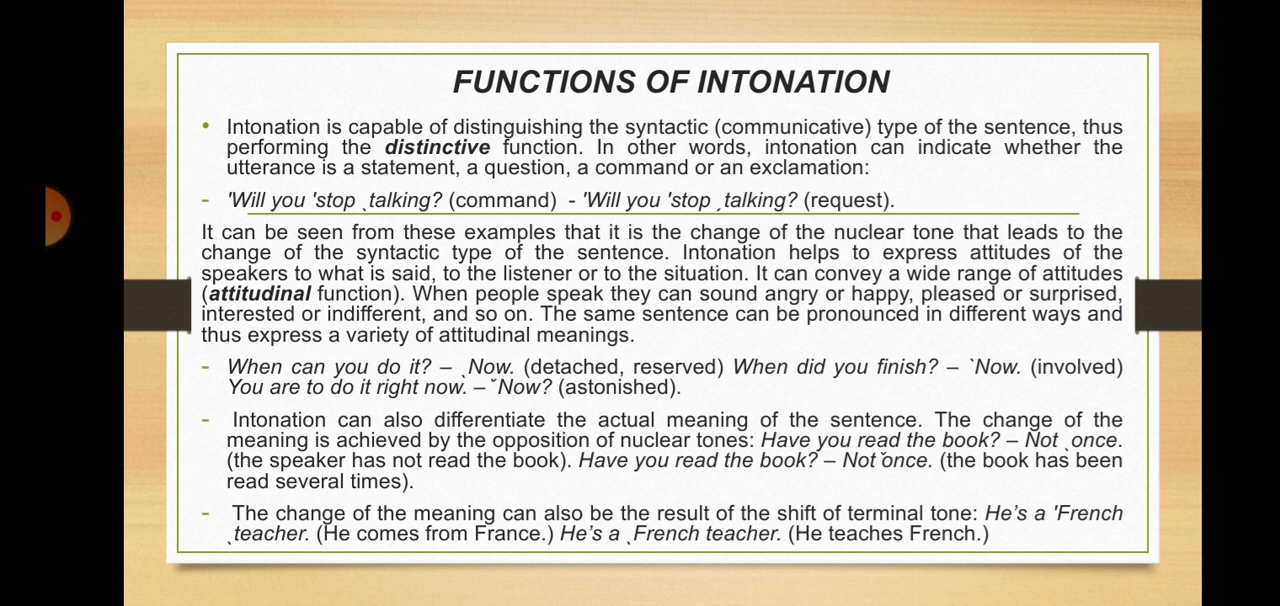 FUNCTIONS OF INTONATION
• Intonation is capable of distinguishing the syntactic (communicative) type of the sentence, thus
performing the distinctive function. In other words, intonation can indicate whether the
utterance is a statement, a question, a command or an exclamation:
- 'Will you 'stop ˎtalking? (command) - 'Will you 'stop ˏtalking? (request).
It can be seen from these examples that it is the change of the nuclear tone that leads to the
change of the syntactic type of the sentence. Intonation helps to express attitudes of the
speakers to what is said, to the listener or to the situation. It can convey a wide range of attitudes
(attitudinal function). When people speak they can sound angry or happy, pleased or surprised,
interested or indifferent, and so on. The same sentence can be pronounced in different ways and
thus express a variety of attitudinal meanings.
- When can you do it? – ˎNow. (detached, reserved) When did you finish? – ˋNow. (involved)
You are to do it right now. – ˇNow? (astonished).
- Intonation can also differentiate the actual meaning of the sentence. The change of the
meaning is achieved by the opposition of nuclear tones: Have you read the book? – Not ˎonce.
(the speaker has not read the book). Have you read the book? – Not ˇonce. (the book has been
read several times).
- The change of the meaning can also be the result of the shift of terminal tone: He’s a 'French
ˎteacher. (He comes from France.) He’s a ˎFrench teacher. (He teaches French.)